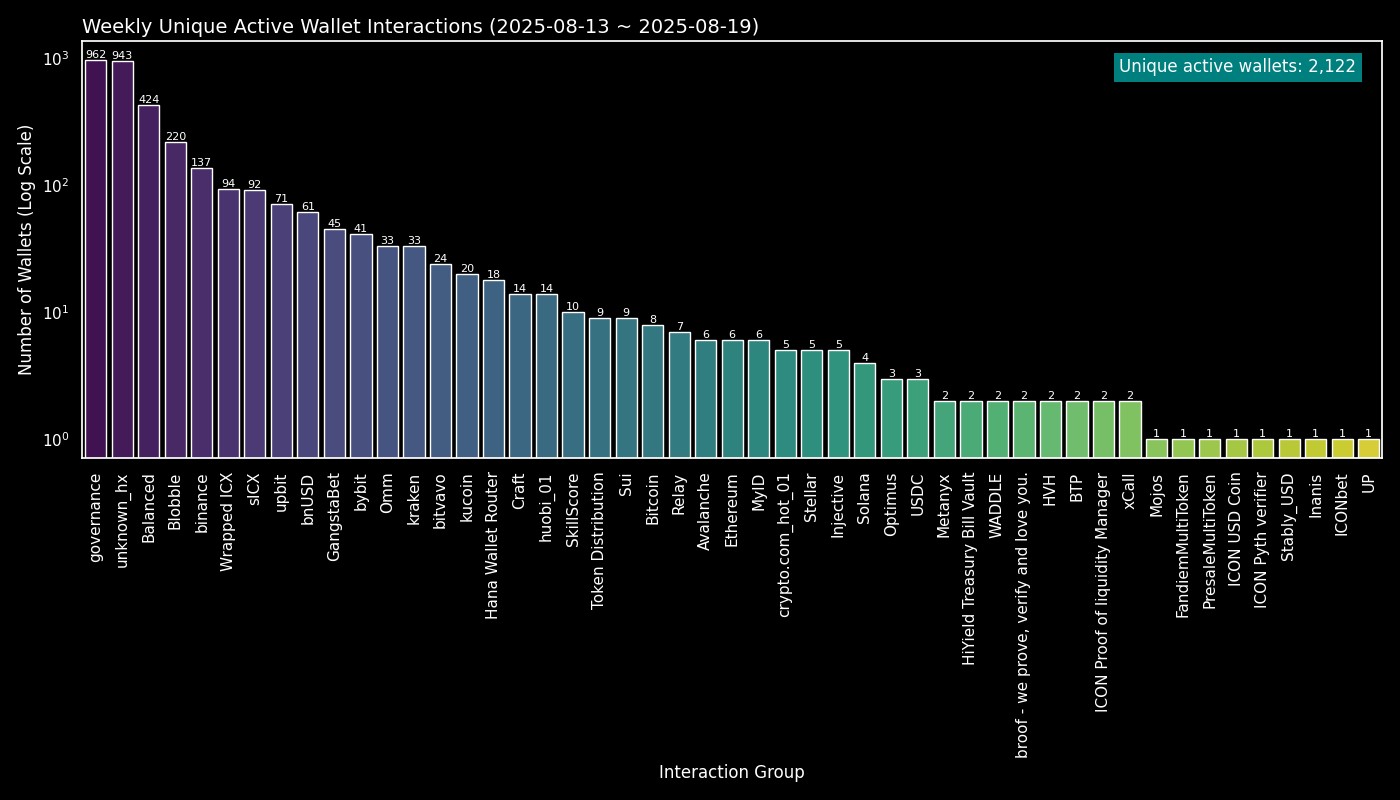 Weekly Unique Active Wallet Interactions (2025-08-13 ~ 2025-08-19)
Unique active wallets: 2,122
Number of Wallets (Log Scale)
10³
10²
10¹
10⁰
962
943
424
220
137
94
92
71
61
45
41
33
33
24
20
18
14
14
10
9
9
8
7
6
6
6
5
5
5
4
3
3
2
2
2
2
2
2
2
2
1
1
1
1
1
1
1
1
1
governance
unknown_hx
Balanced
Blobble
binance
Wrapped ICX
sICX
upbit
bnUSD
GangstaBet
bybit
Omm
kraken
bitvavo
kucoin
Hana Wallet Router
Craft
huobi_01
SkillScore
Token Distribution
Sui
Bitcoin
Relay
Avalanche
Ethereum
MyID
crypto.com_hot_01
Stellar
Injective
Solana
Optimus
USDC
Metanyx
HiYield Treasury Bill Vault
WADDLE
broof - we prove, verify and love you.
HVH
BTP
ICON Proof of liquidity Manager
xCall
Mojos
FandiemMultiToken
PresaleMultiToken
ICON USD Coin
ICON Pyth verifier
Stably_USD
Inanis
ICONbet
UP
Interaction Group